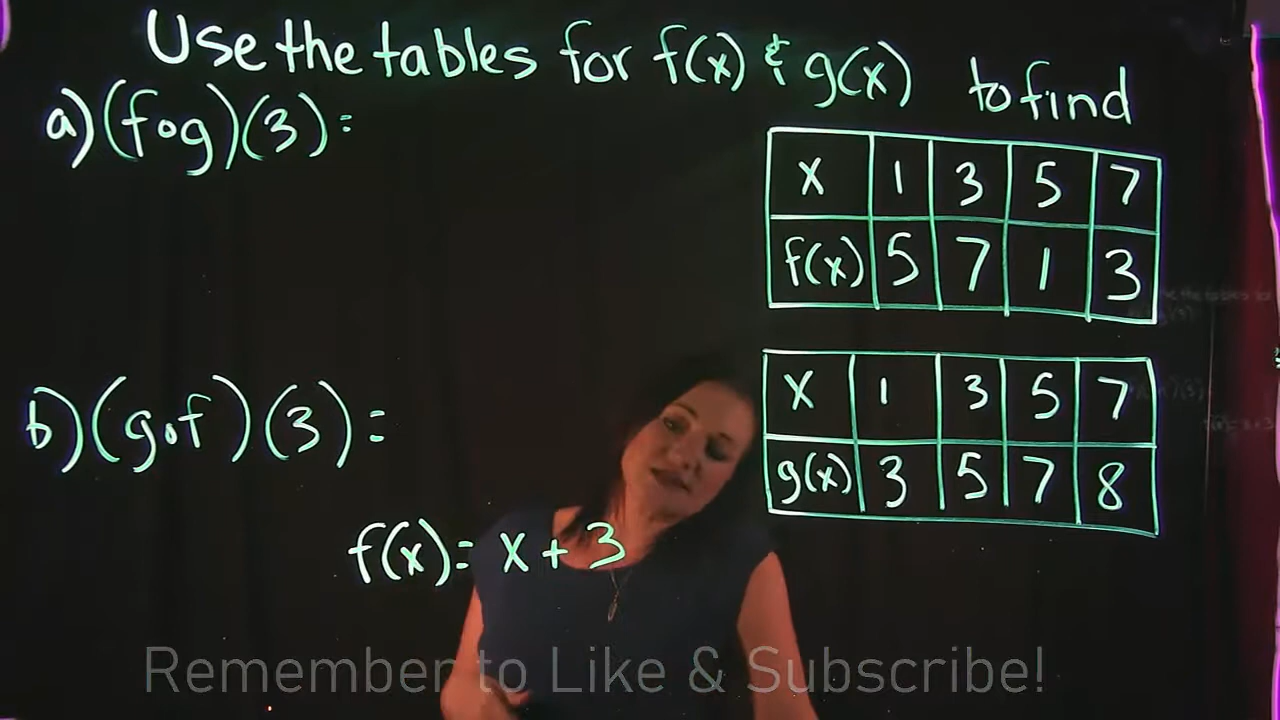 Use the tables for f(x) & g(x) to find
a) (f∘g)(3) =
x 1 3 5 7
f(x) 5 7 1 3
b) (g∘f)(3) =
x 1 3 5 7
g(x) 3 5 7 8
f(x) = x + 3
Remember to Like & Subscribe!